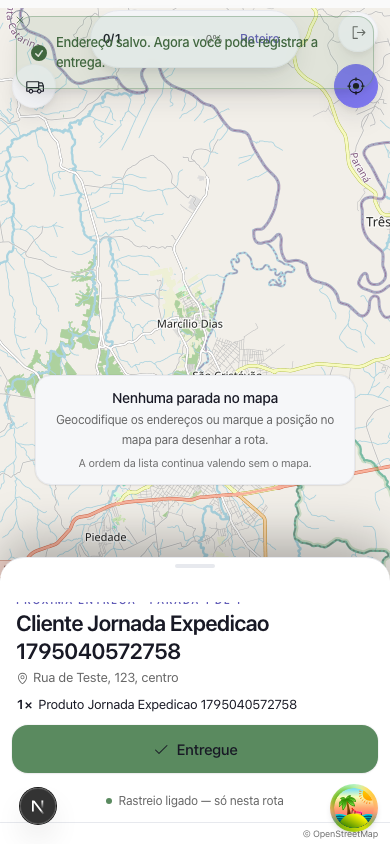 Endereço salvo. Agora você pode registrar a
entrega.
0/1
0%
Roteiro
Paraná
Três
Marcílio Dias
São Cristóvão
Nenhuma parada no mapa
Geocodifique os endereços ou marque a posição no
mapa para desenhar a rota.
A ordem da lista continua valendo sem o mapa.
Piedade
Cliente Jornada Expedicao
1795040572758
Rua de Teste, 123, centro
1× Produto Jornada Expedicao 1795040572758
Entregue
N
Rastreio ligado — só nesta rota
© OpenStreetMap